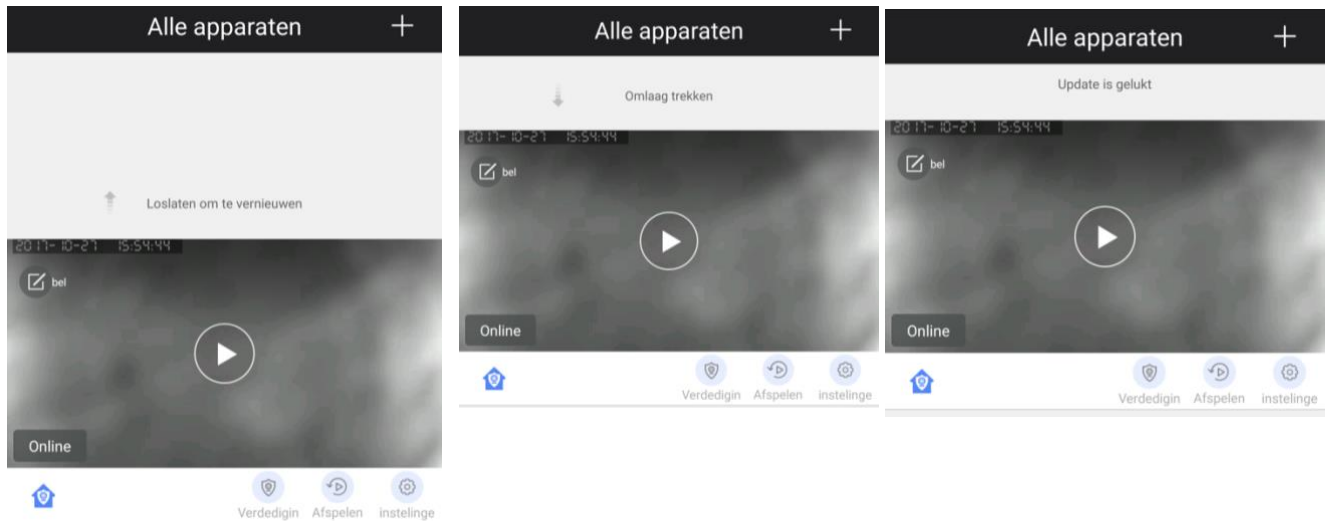 Alle apparaten
Loslaten om te vernieuwen
2017-10-27 15:54:44
bel
Online
Verdedigin Afspelen instelinge
Alle apparaten
Omlaag trekken
2017-10-27 15:54:44
bel
Online
Verdedigin Afspelen instelinge
Alle apparaten
Update is gelukt
2017-10-27 15:54:44
bel
Online
Verdedigin Afspelen instelinge